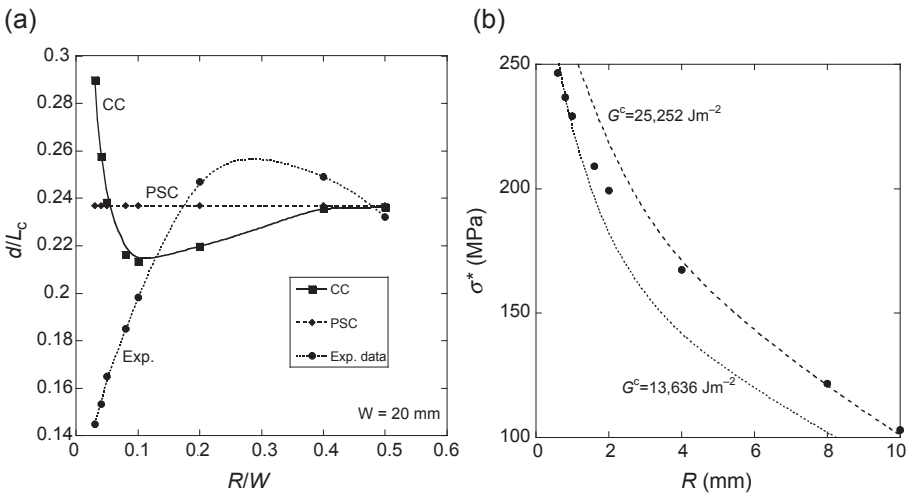 (a)
(b)
0.3
0.28
0.26
0.24
0.22
0.2
0.18
0.16
0.14
0
0.1
0.2
0.3
0.4
0.5
0.6
d/Lc
R/W
CC
PSC
Exp.
CC
PSC
Exp. data
W = 20 mm
250
200
150
100
0
2
4
6
8
10
σ* (MPa)
R (mm)
Gᶜ=25,252 Jm⁻²
Gᶜ=13,636 Jm⁻²